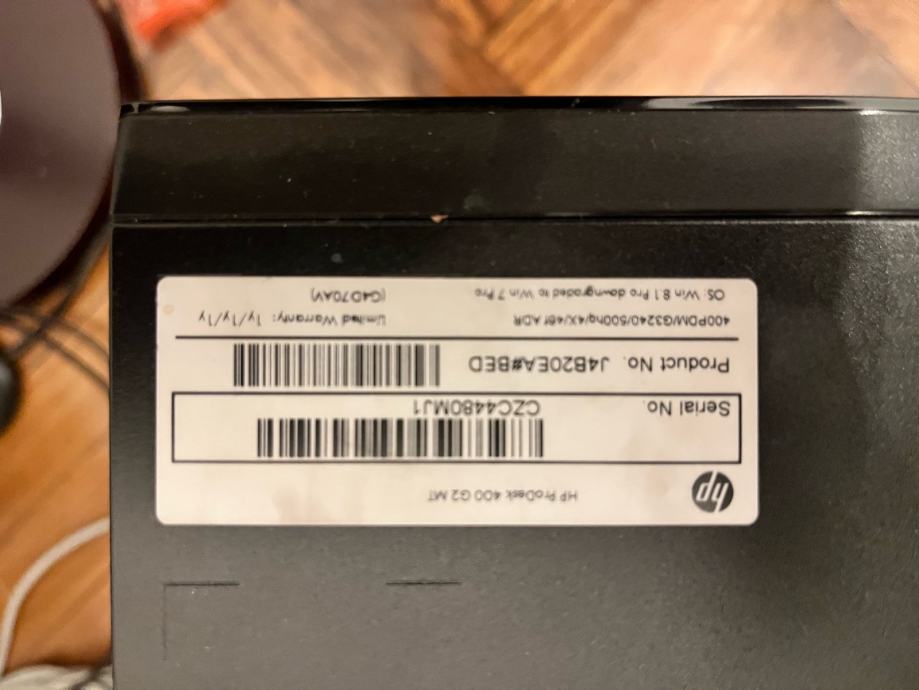 hp
HP ProDesk 400 G2 MT
Serial No. CZC4480MJ1
Product No. J4B20EA#BED
400PDM/G3240/500hq/4X/46f ADR Limited Warranty: 1y/1y/1y
OS: Win 8.1 Pro downgraded to Win 7 Pro (G4D70AV)